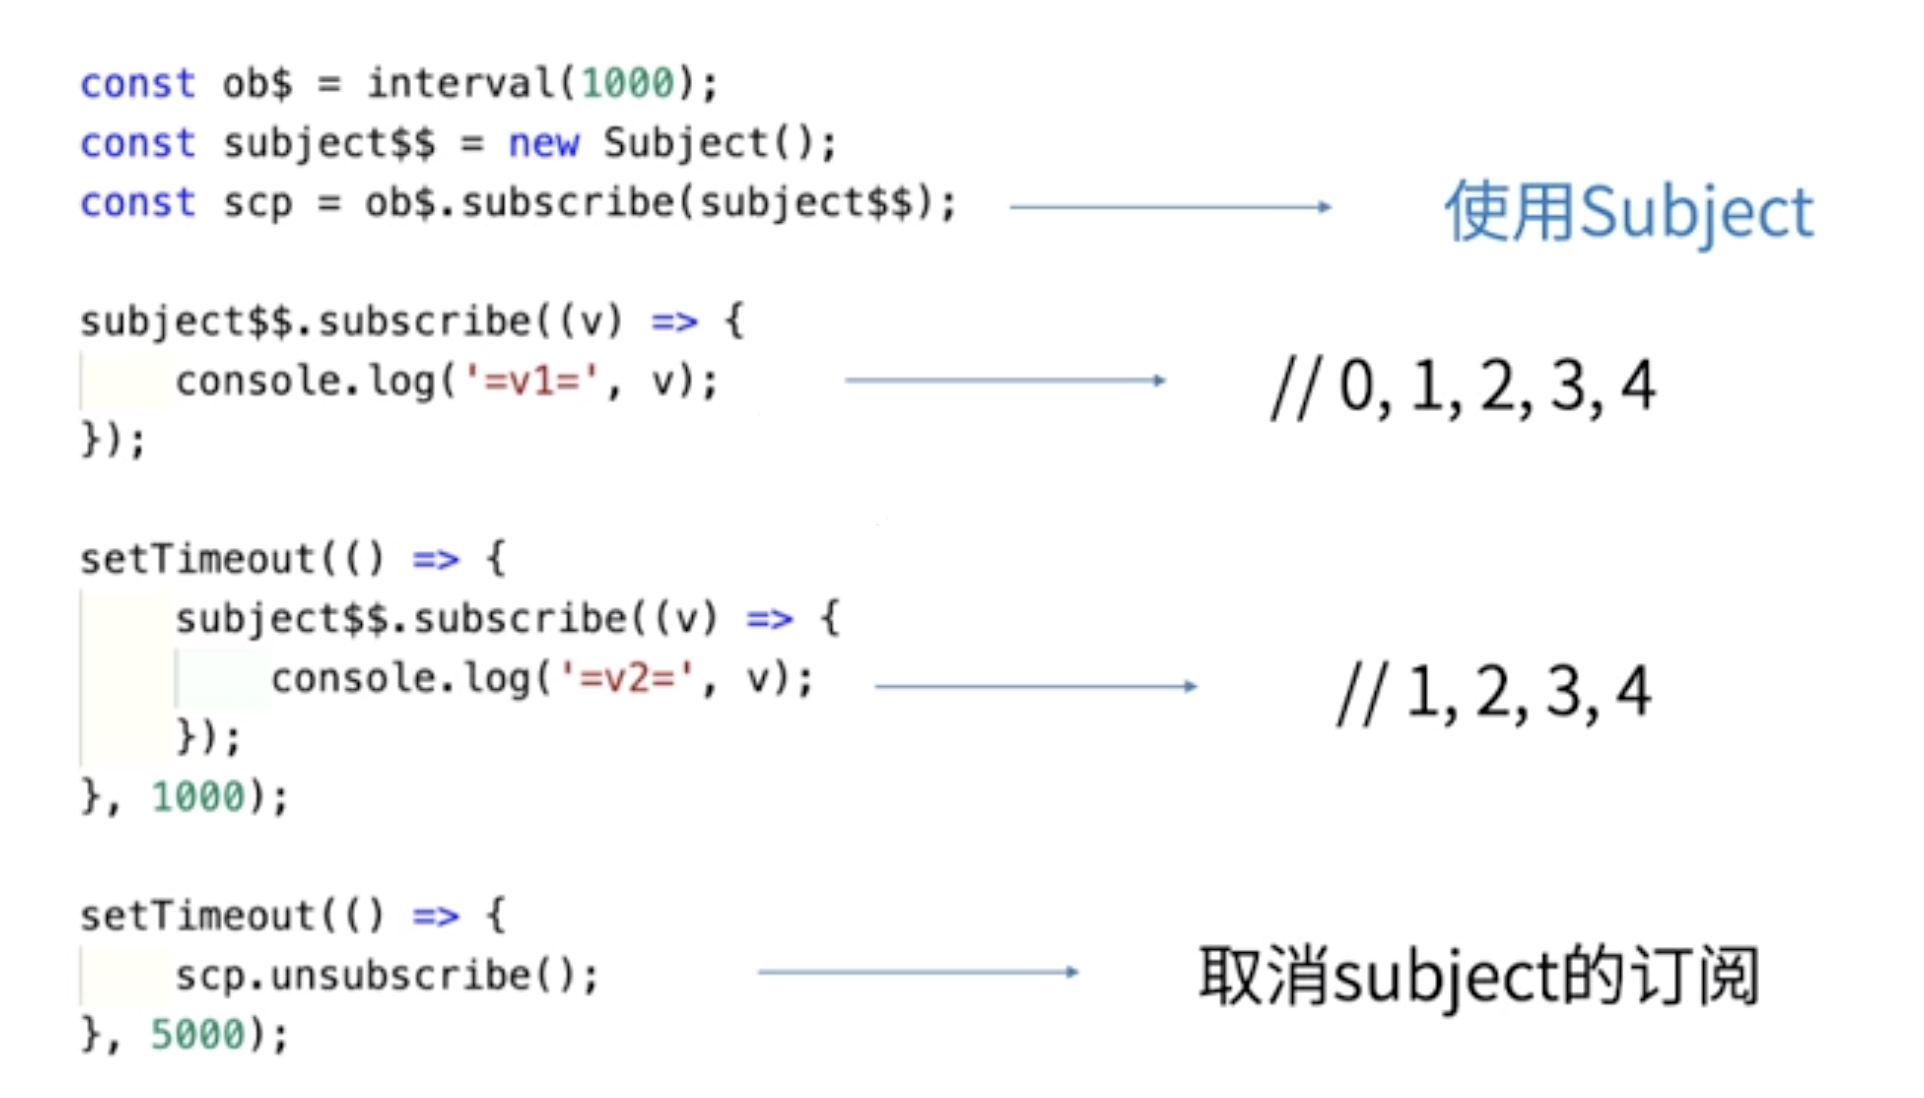 const ob$ = interval(1000);
const subject$$ = new Subject();
const scp = ob$.subscribe(subject$$);
使用Subject
subject$$.subscribe((v) => {
console.log('=v1=', v);
// 0, 1, 2, 3, 4
});
setTimeout(() => {
subject$$.subscribe((v) => {
console.log('=v2=', v);
// 1, 2, 3, 4
});
}, 1000);
setTimeout(() => {
scp.unsubscribe();
取消subject的订阅
}, 5000);